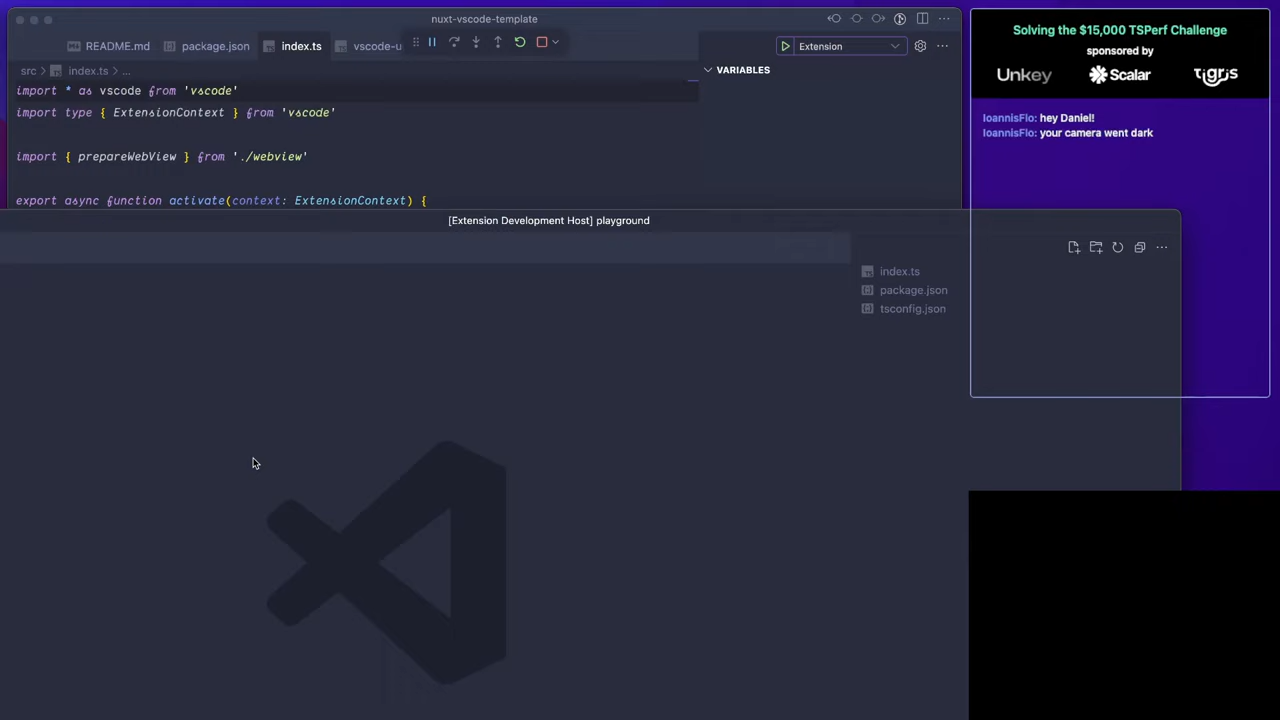 nuxt-vscode-template
README.md
package.json
index.ts
vscode-u
Extension
src > index.ts > ...
VARIABLES
import * as vscode from 'vscode'
import type { ExtensionContext } from 'vscode'
import { prepareWebView } from './webview'
export async function activate(context: ExtensionContext) {
[Extension Development Host] playground
index.ts
package.json
tsconfig.json
Solving the $15,000 TSPerf Challenge
sponsored by
Unkey Scalar tigris
IoannisFlo: hey Daniel!
IoannisFlo: your camera went dark